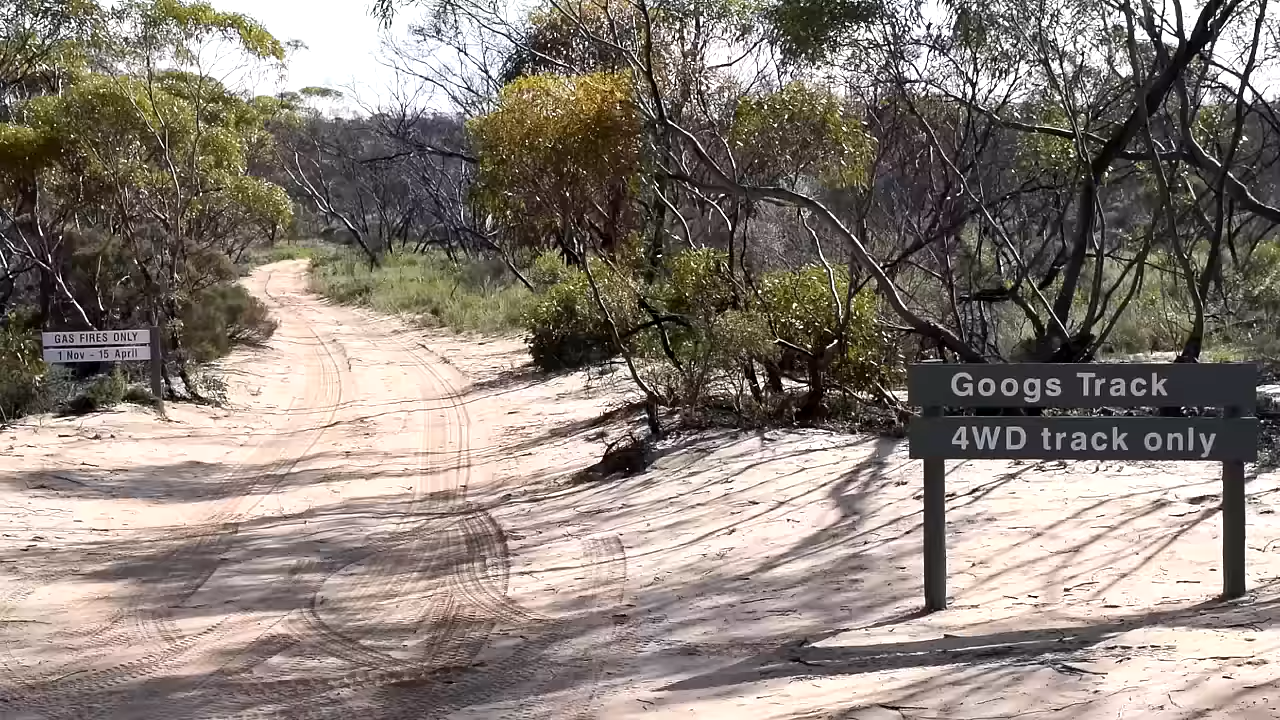 GAS FIRES ONLY
1 Nov - 15 April
Googs Track
4WD track only